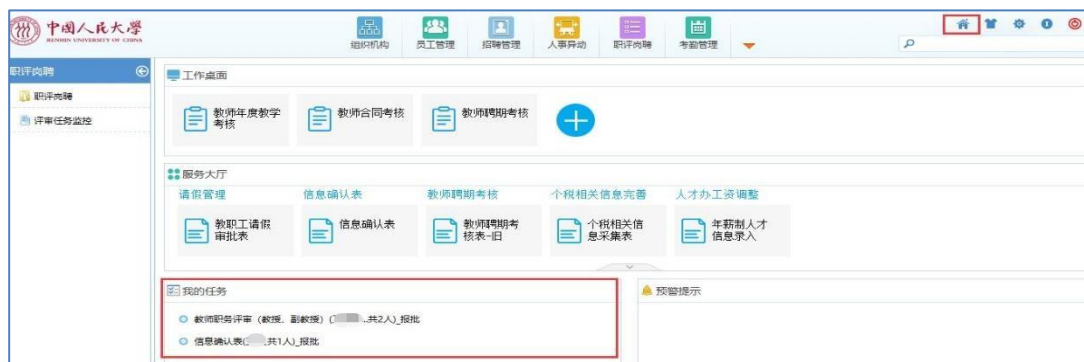 中国人民大学
RENMIN UNIVERSITY OF CHINA
组织机构
员工管理
招聘管理
人事异动
职评岗聘
考勤管理
职评岗聘
职评岗聘
评审任务监控
工作桌面
教师年度教学
考核
教师合同考核
教师聘期考核
服务大厅
请假管理
信息确认表
教师聘期考核
个税相关信息完善
人才办工资调整
教职工请假
审批表
信息确认表
教师聘期考
核表-旧
个税相关信
息采集表
年薪制人才
信息录入
我的任务
预警提示
教师职务评审（教授、副教授）( ..共2人)_报批
信息确认表( 共1人)_报批